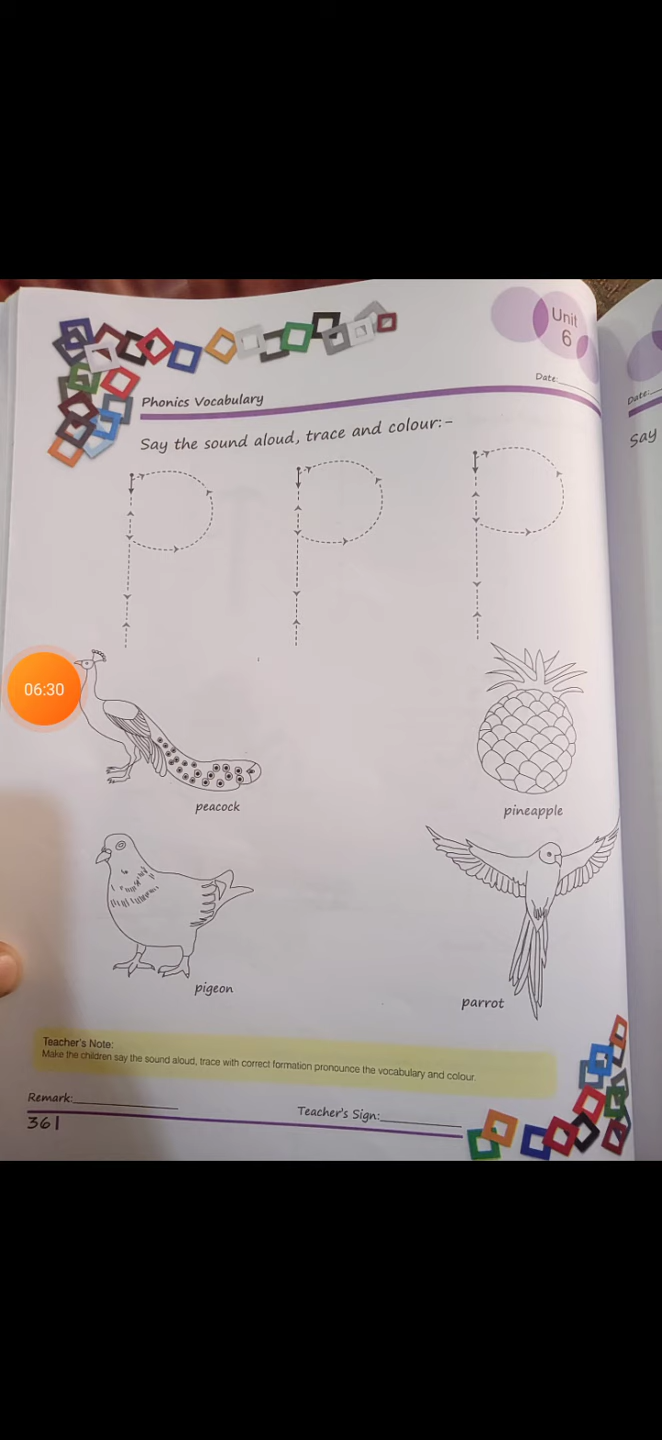 Unit
6
Date:
Phonics Vocabulary
Say the sound aloud, trace and colour:-
p p p
06:30
peacock
pineapple
pigeon
parrot
Teacher's Note:
Make the children say the sound aloud, trace with correct formation pronounce the vocabulary and colour.
Remark:
Teacher's Sign:
36|
Date:
Say